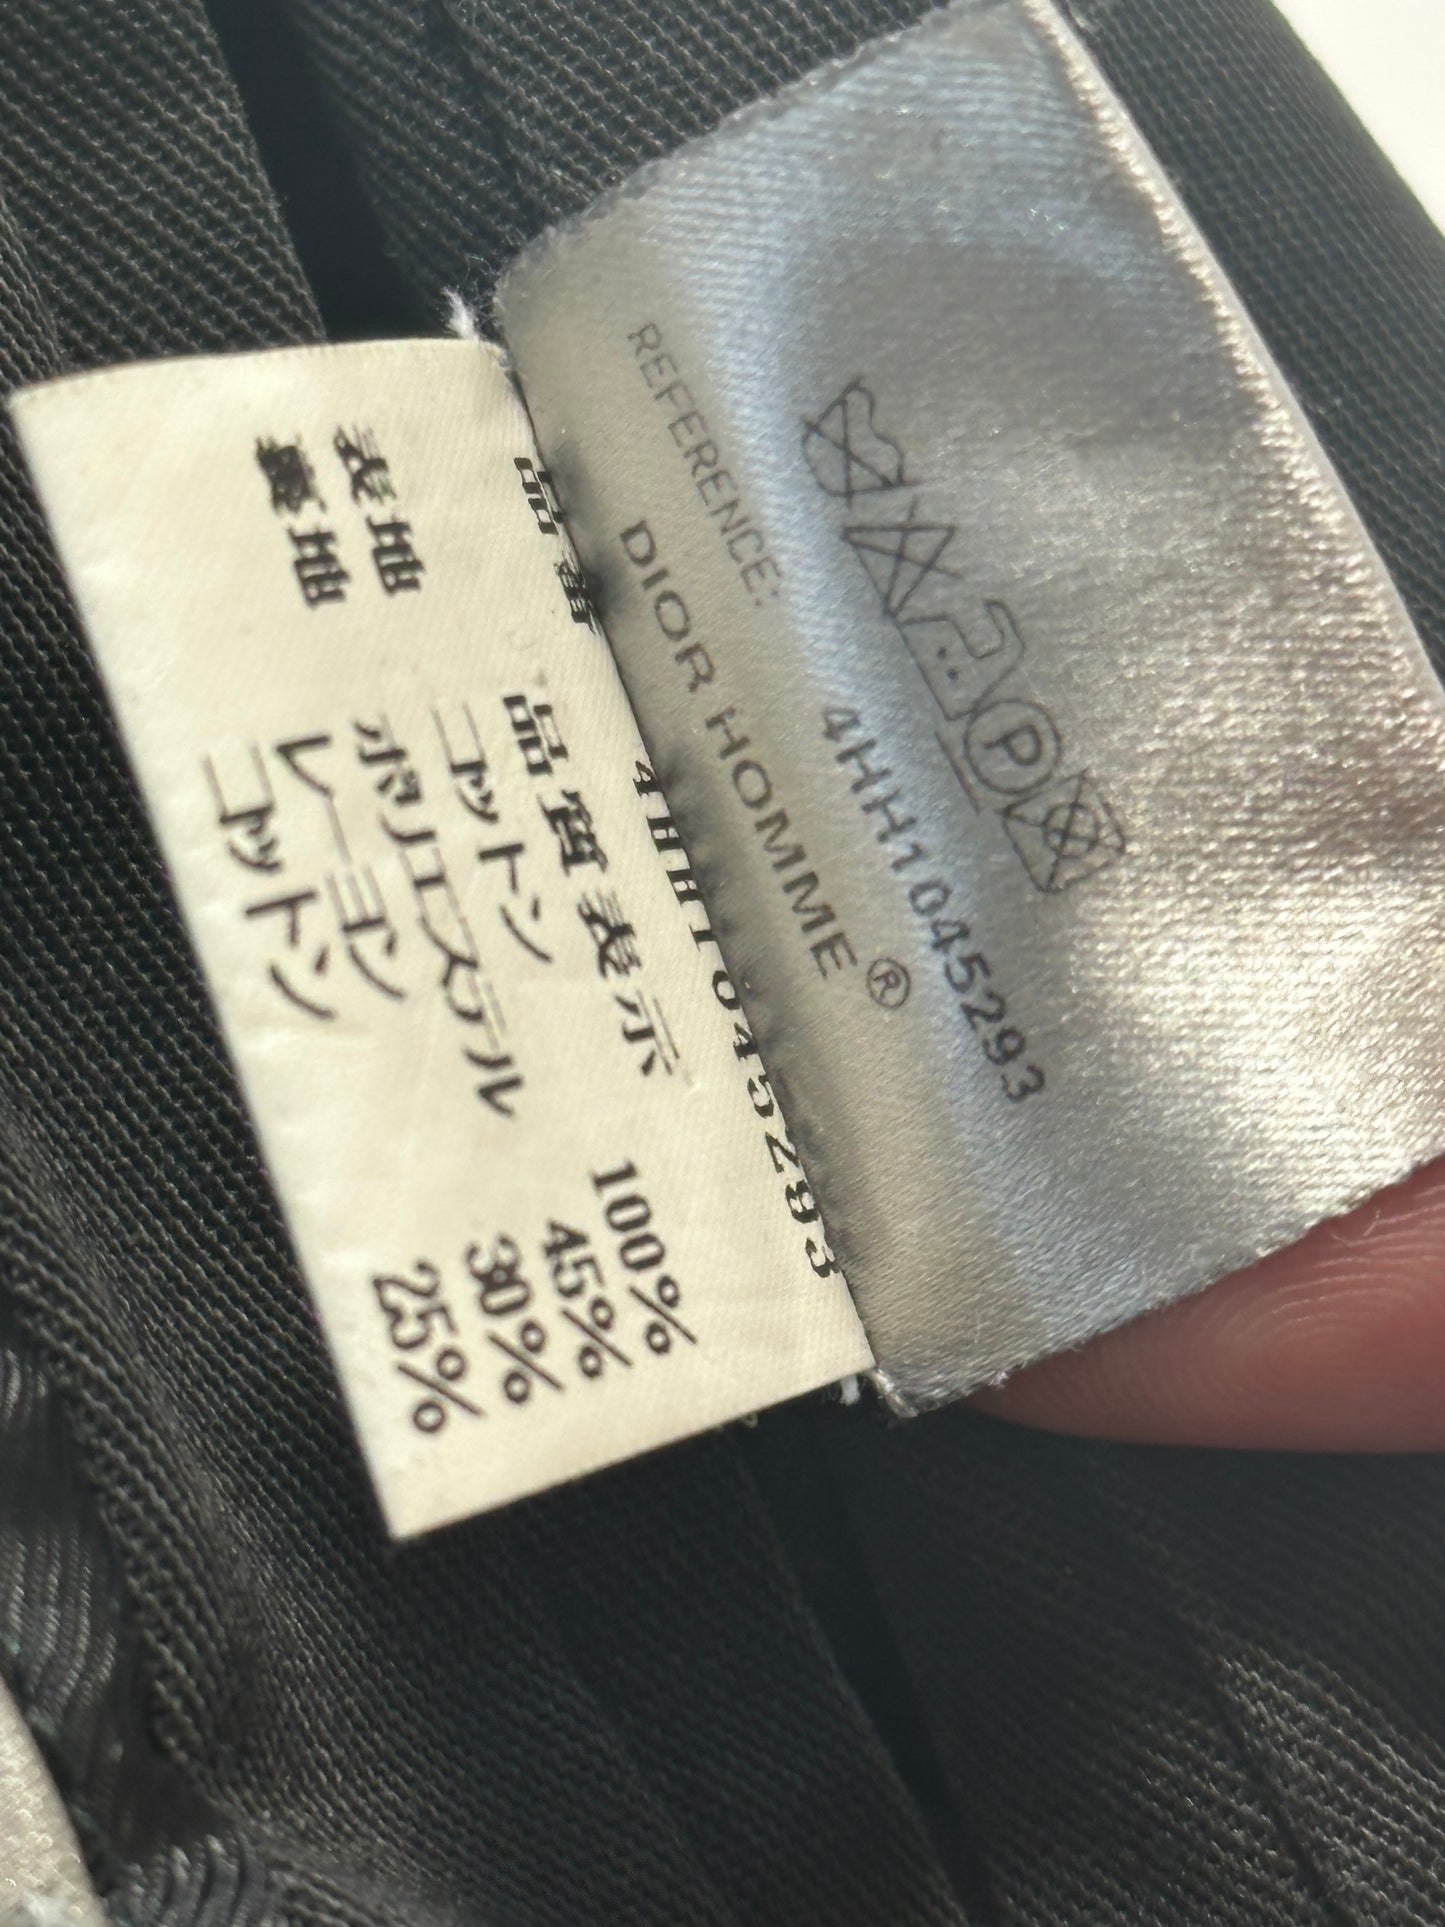 DIOR HOMME®
REFERENCE: 4HH1045293
P
品番 4HH1045293
品質表示
表地 コットン 100%
裏地 ポリエステル 45%
レーヨン 30%
コットン 25%